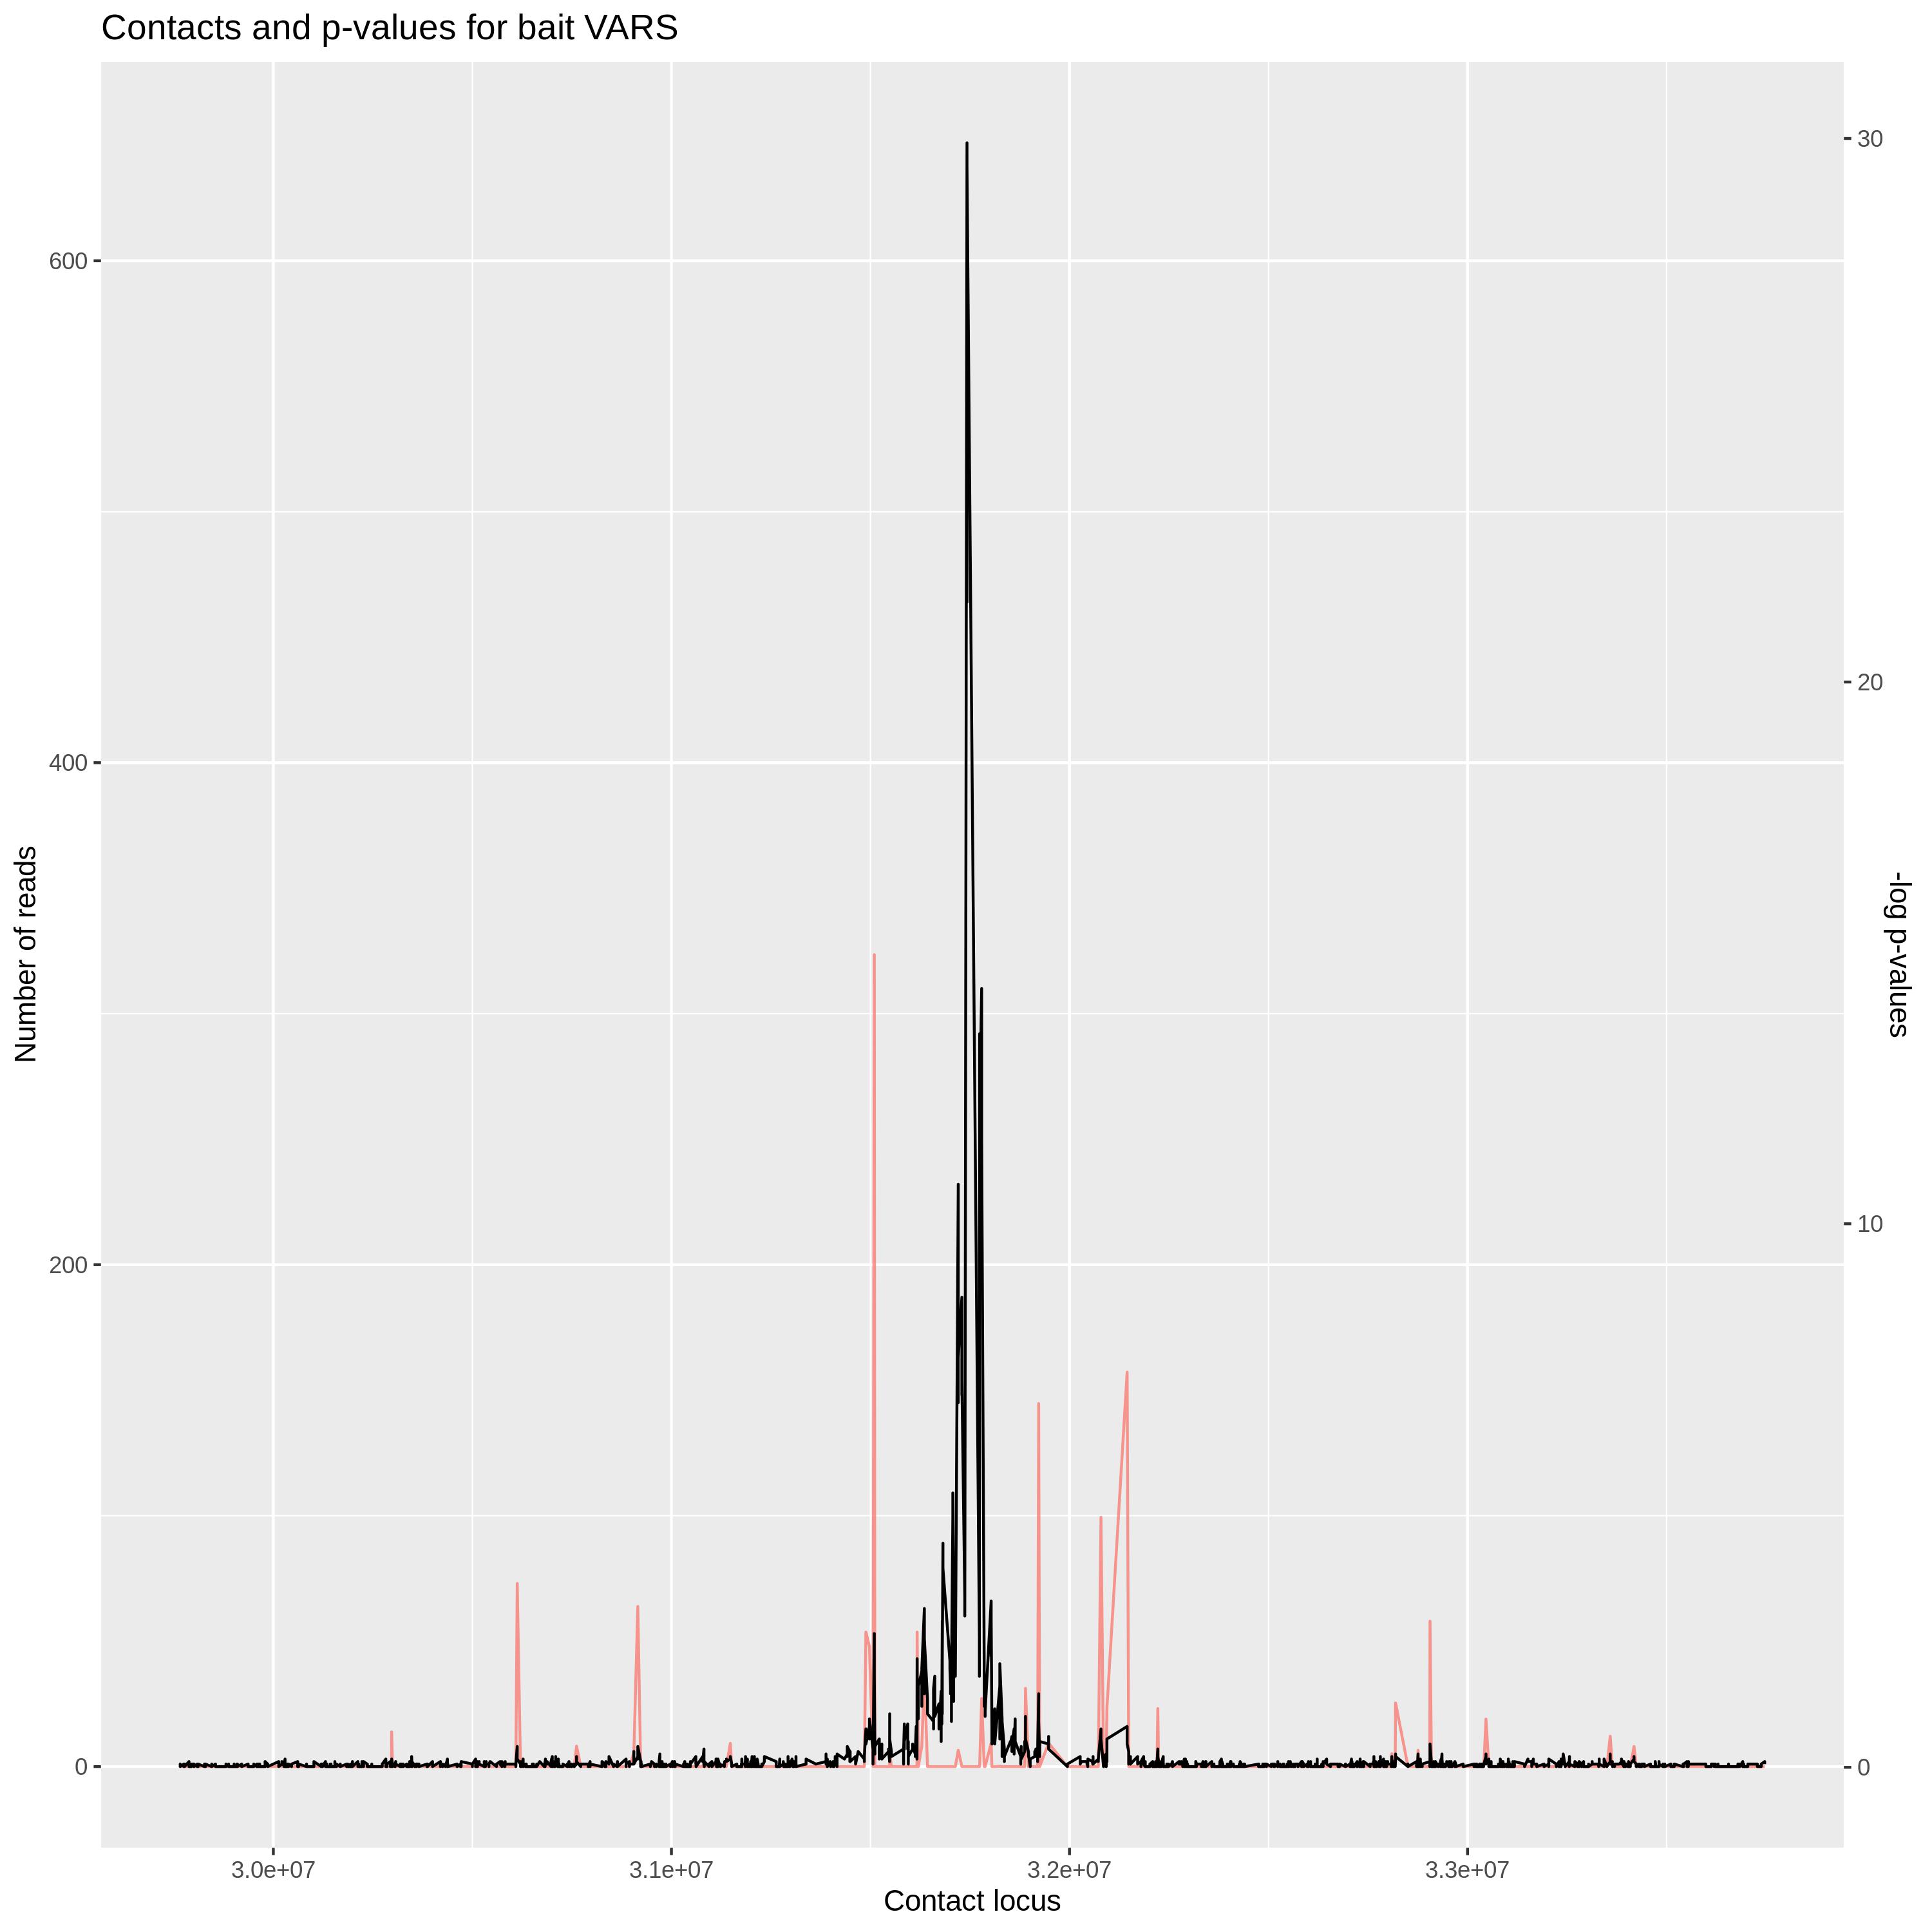 Contacts and p-values for bait VARS
600
400
200
0
Number of reads
30
20
10
0
-log p-values
3.0e+07 3.1e+07 3.2e+07 3.3e+07
Contact locus